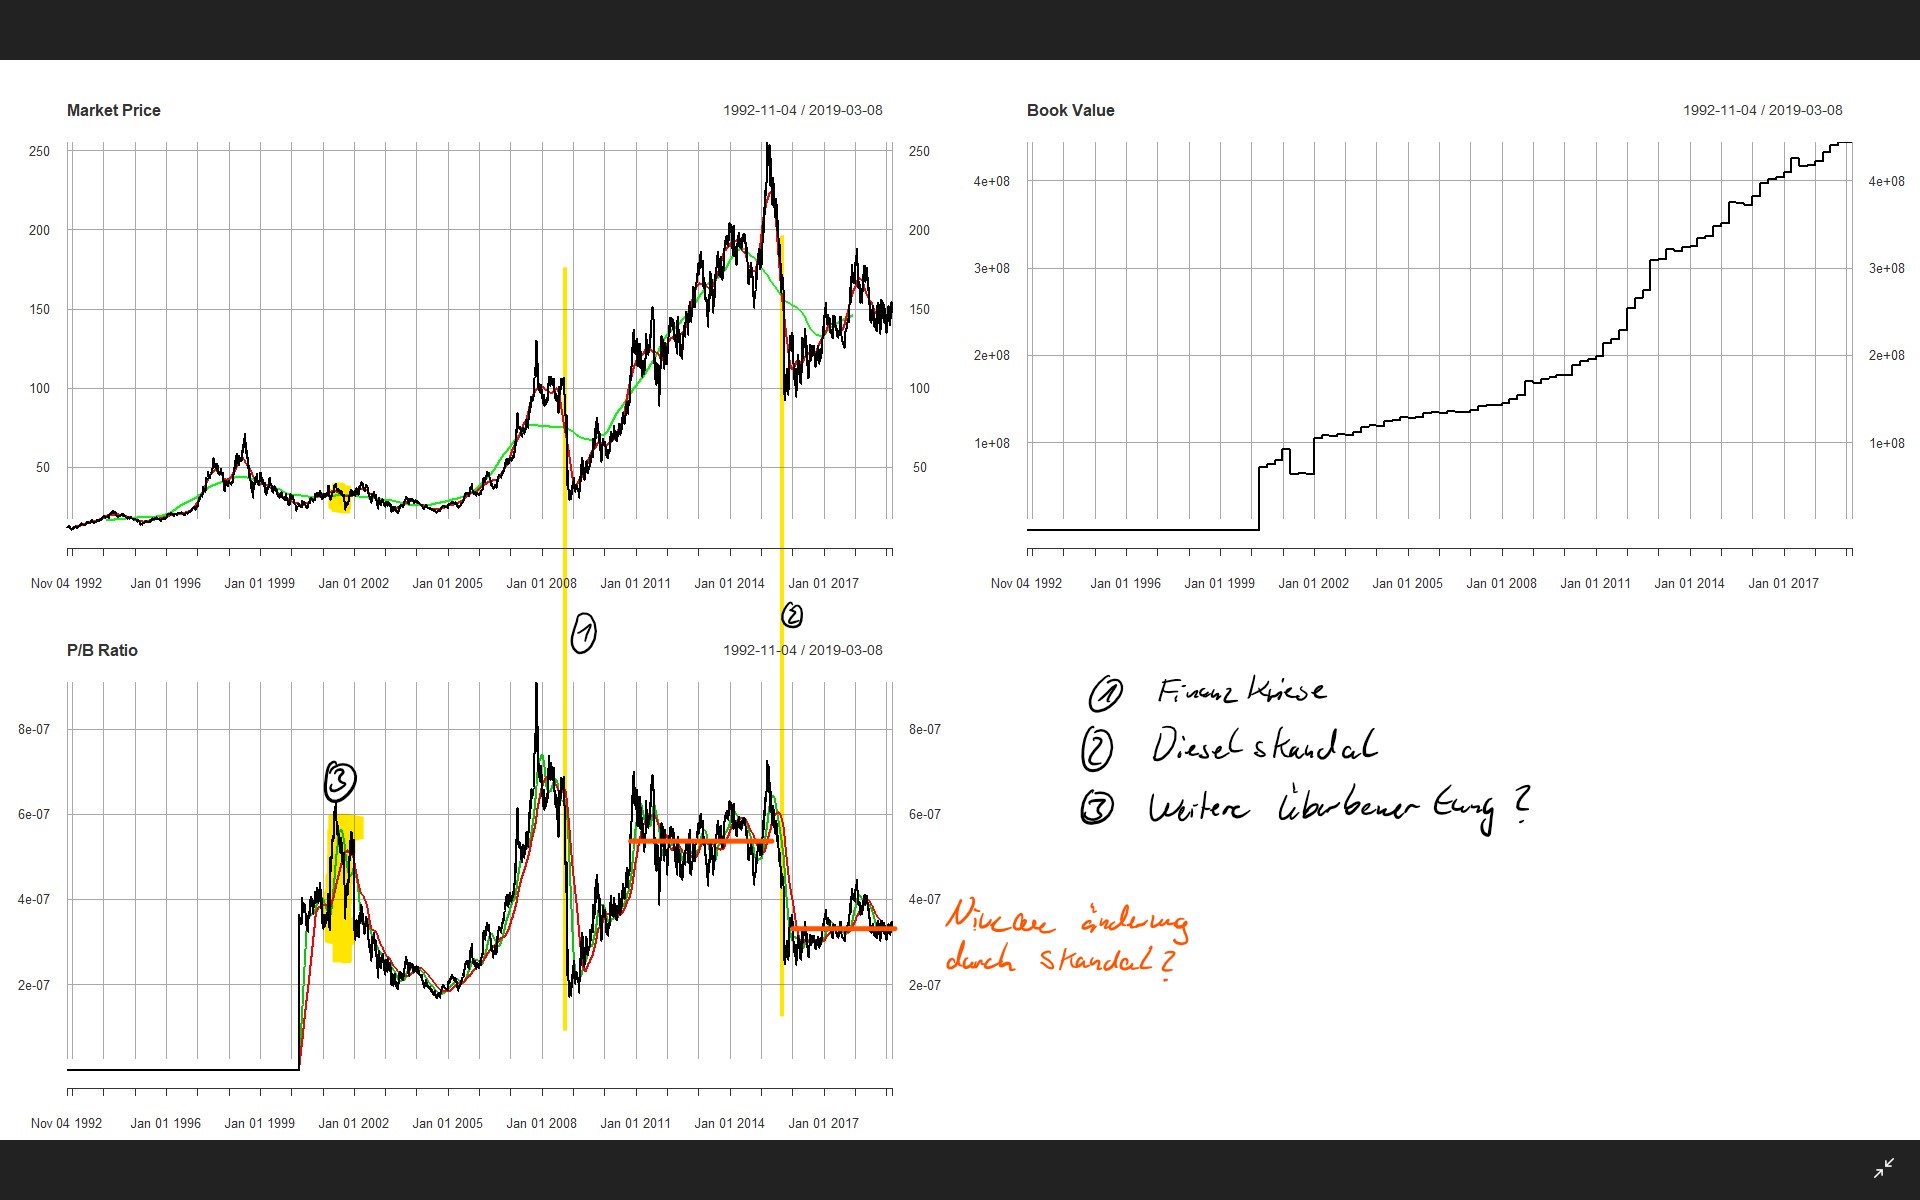 Market Price
1992-11-04 / 2019-03-08
250
200
150
100
50
250
200
150
100
50
Nov 04 1992 Jan 01 1996 Jan 01 1999 Jan 01 2002 Jan 01 2005 Jan 01 2008 Jan 01 2011 Jan 01 2014 Jan 01 2017
Book Value
1992-11-04 / 2019-03-08
4e+08
3e+08
2e+08
1e+08
4e+08
3e+08
2e+08
1e+08
Nov 04 1992 Jan 01 1996 Jan 01 1999 Jan 01 2002 Jan 01 2005 Jan 01 2008 Jan 01 2011 Jan 01 2014 Jan 01 2017
1
2
P/B Ratio
1992-11-04 / 2019-03-08
8e-07
6e-07
4e-07
2e-07
8e-07
6e-07
4e-07
2e-07
3
Nov 04 1992 Jan 01 1996 Jan 01 1999 Jan 01 2002 Jan 01 2005 Jan 01 2008 Jan 01 2011 Jan 01 2014 Jan 01 2017
1 Finanzkriese
2 Dieselskandal
3 Weitere Überbewertung?
Niveau änderung
durch Skandal?